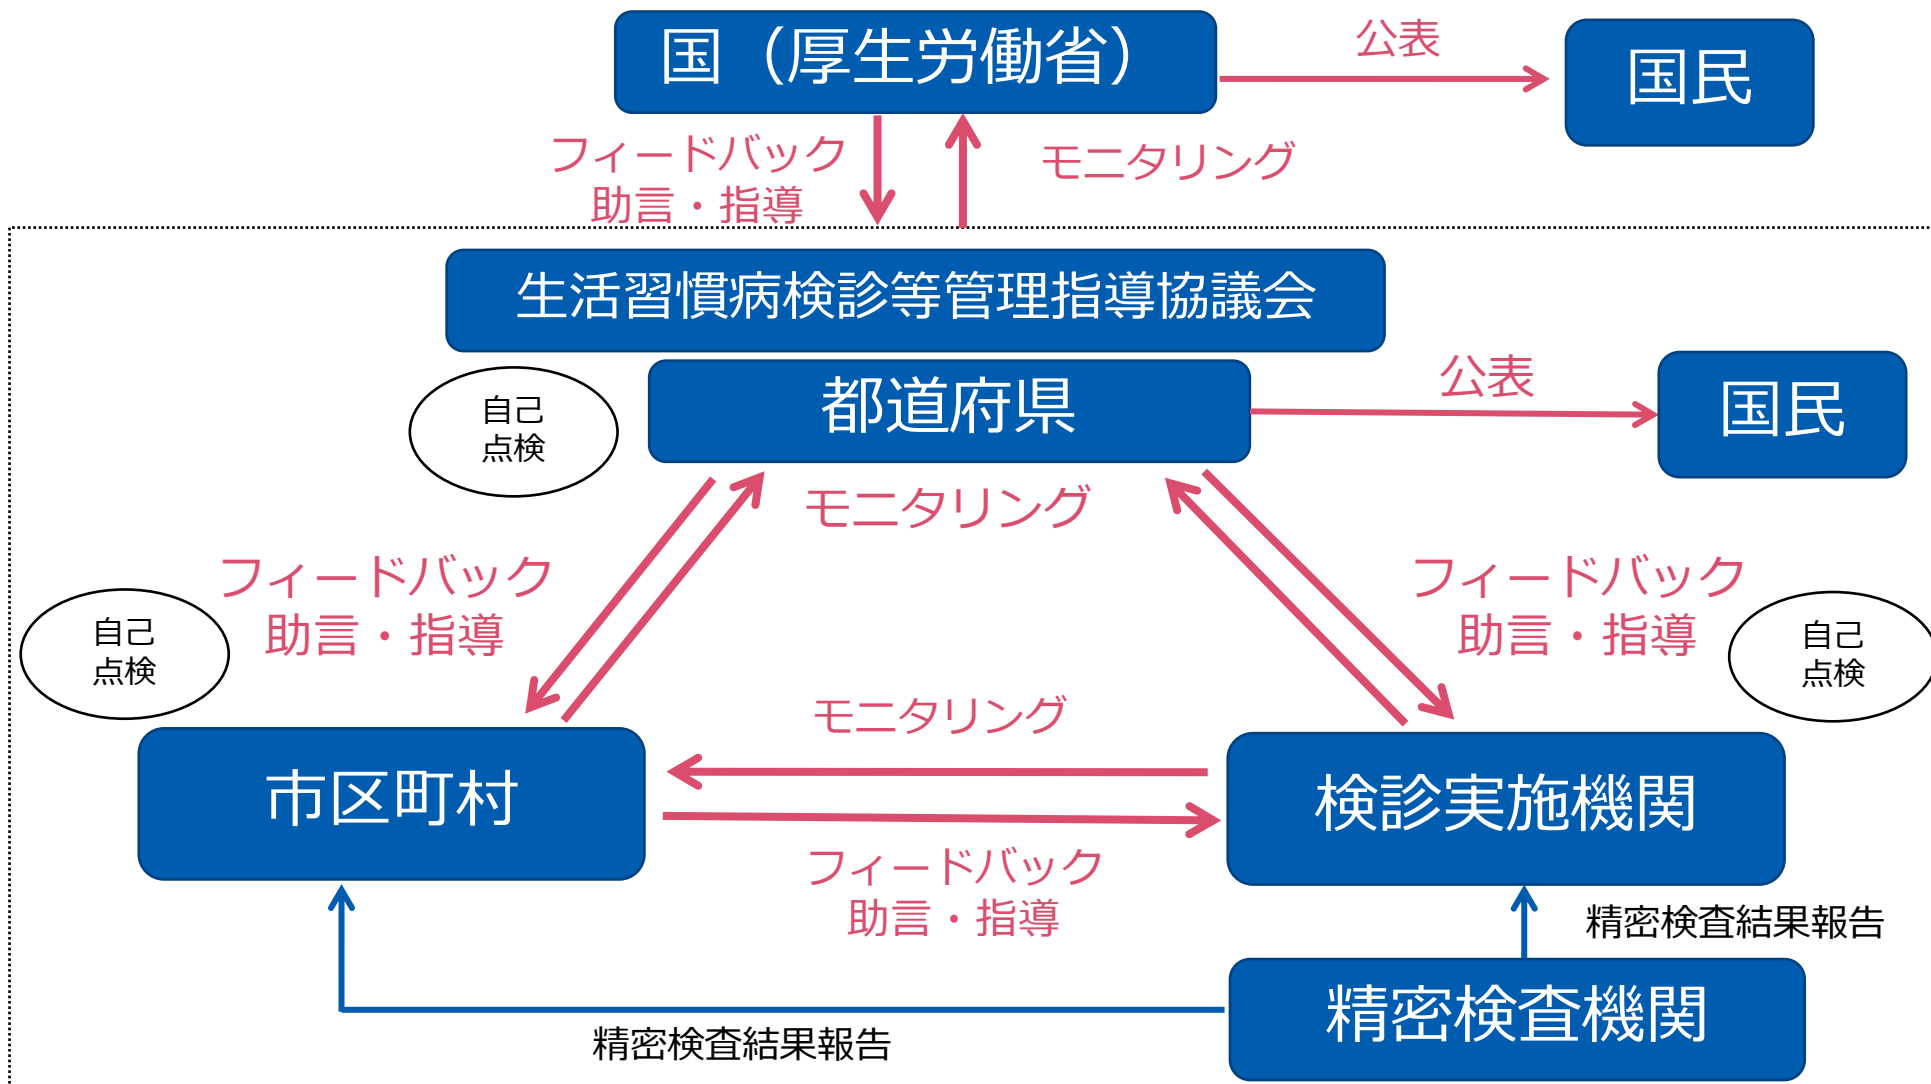 国（厚生労働省）
公表
国民
フィードバック
助言・指導
モニタリング
生活習慣病検診等管理指導協議会
都道府県
公表
国民
自己
点検
モニタリング
フィードバック
助言・指導
フィードバック
助言・指導
自己
点検
自己
点検
モニタリング
市区町村
検診実施機関
フィードバック
助言・指導
精密検査結果報告
精密検査機関
精密検査結果報告